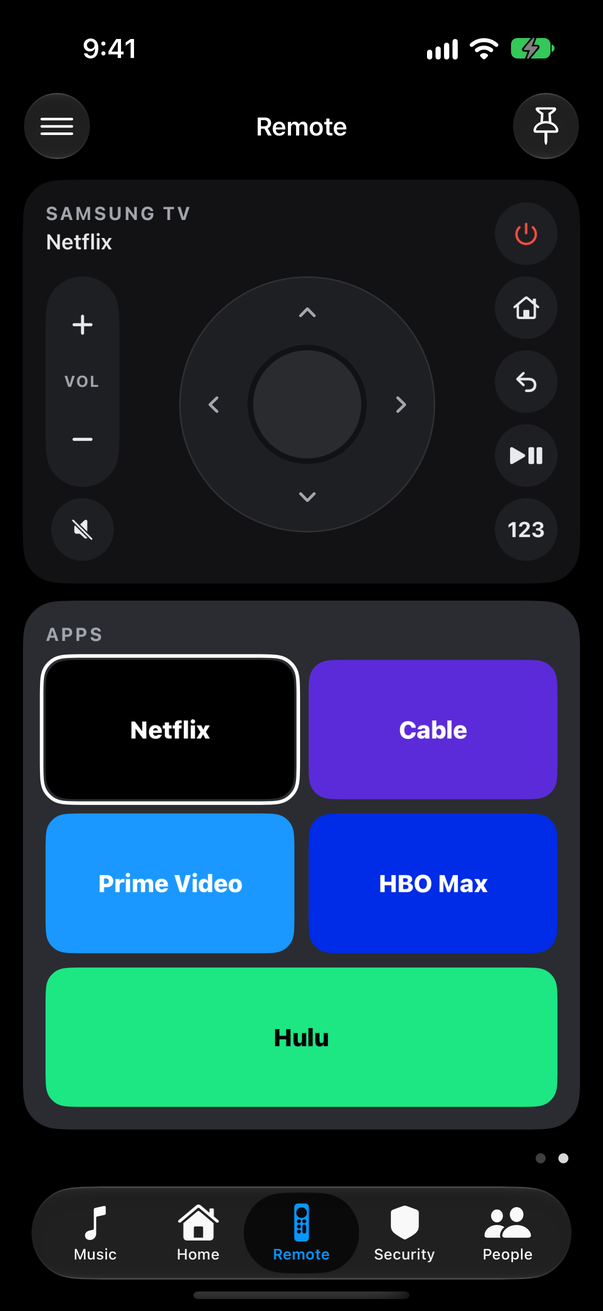 9:41
Remote
SAMSUNG TV
Netflix
VOL
123
APPS
Netflix
Cable
Prime Video
HBO Max
Hulu
Music
Home
Remote
Security
People